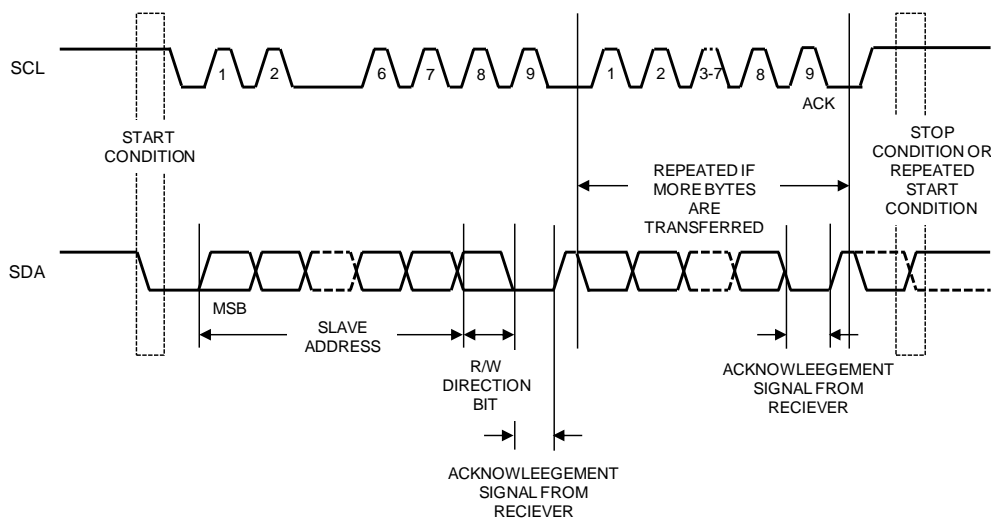 SCL
1 2 6 7 8 9 1 2 3-7 8 9
ACK
START
CONDITION
STOP
CONDITION OR
REPEATED
START
CONDITION
REPEATED IF
MORE BYTES
ARE
TRANSFERRED
SDA
MSB
SLAVE
ADDRESS
R/W
DIRECTION
BIT
ACKNOWLEEGEMENT
SIGNAL FROM
RECIEVER
ACKNOWLEEGEMENT
SIGNAL FROM
RECIEVER